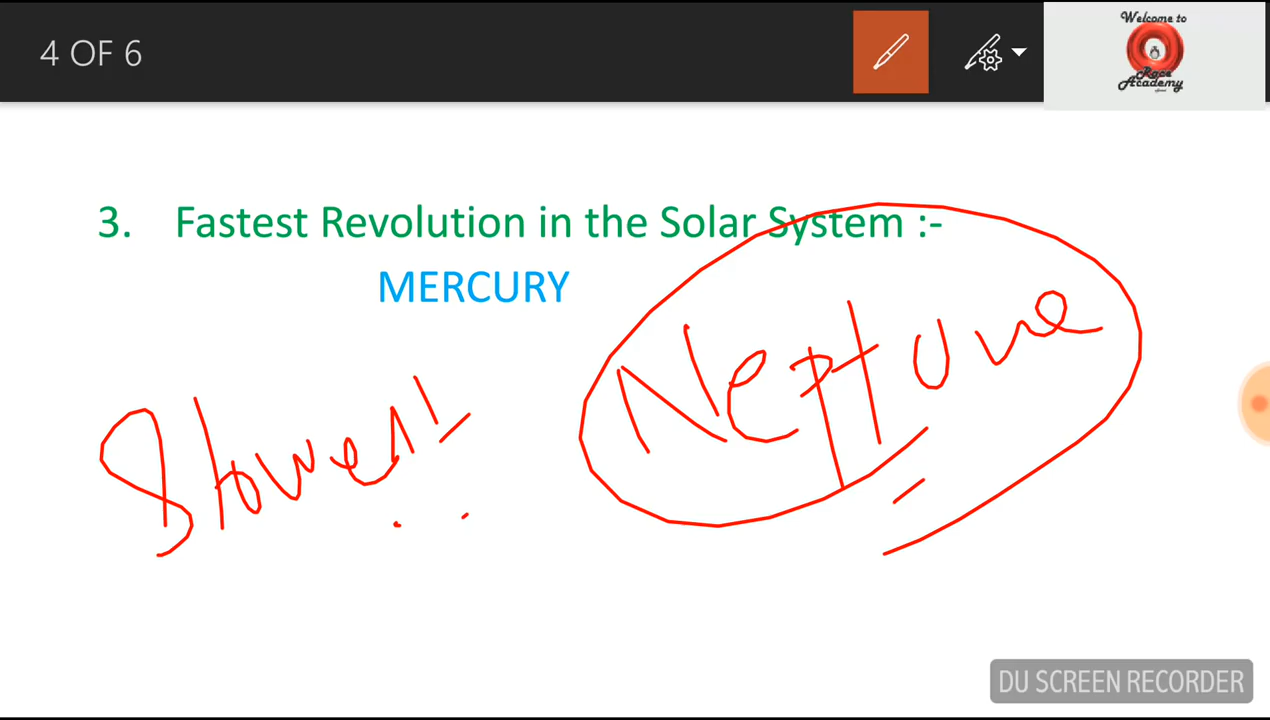 4 OF 6
Welcome to
Race
Academy
3. Fastest Revolution in the Solar System :-
MERCURY
Neptune
Slowest
DU SCREEN RECORDER